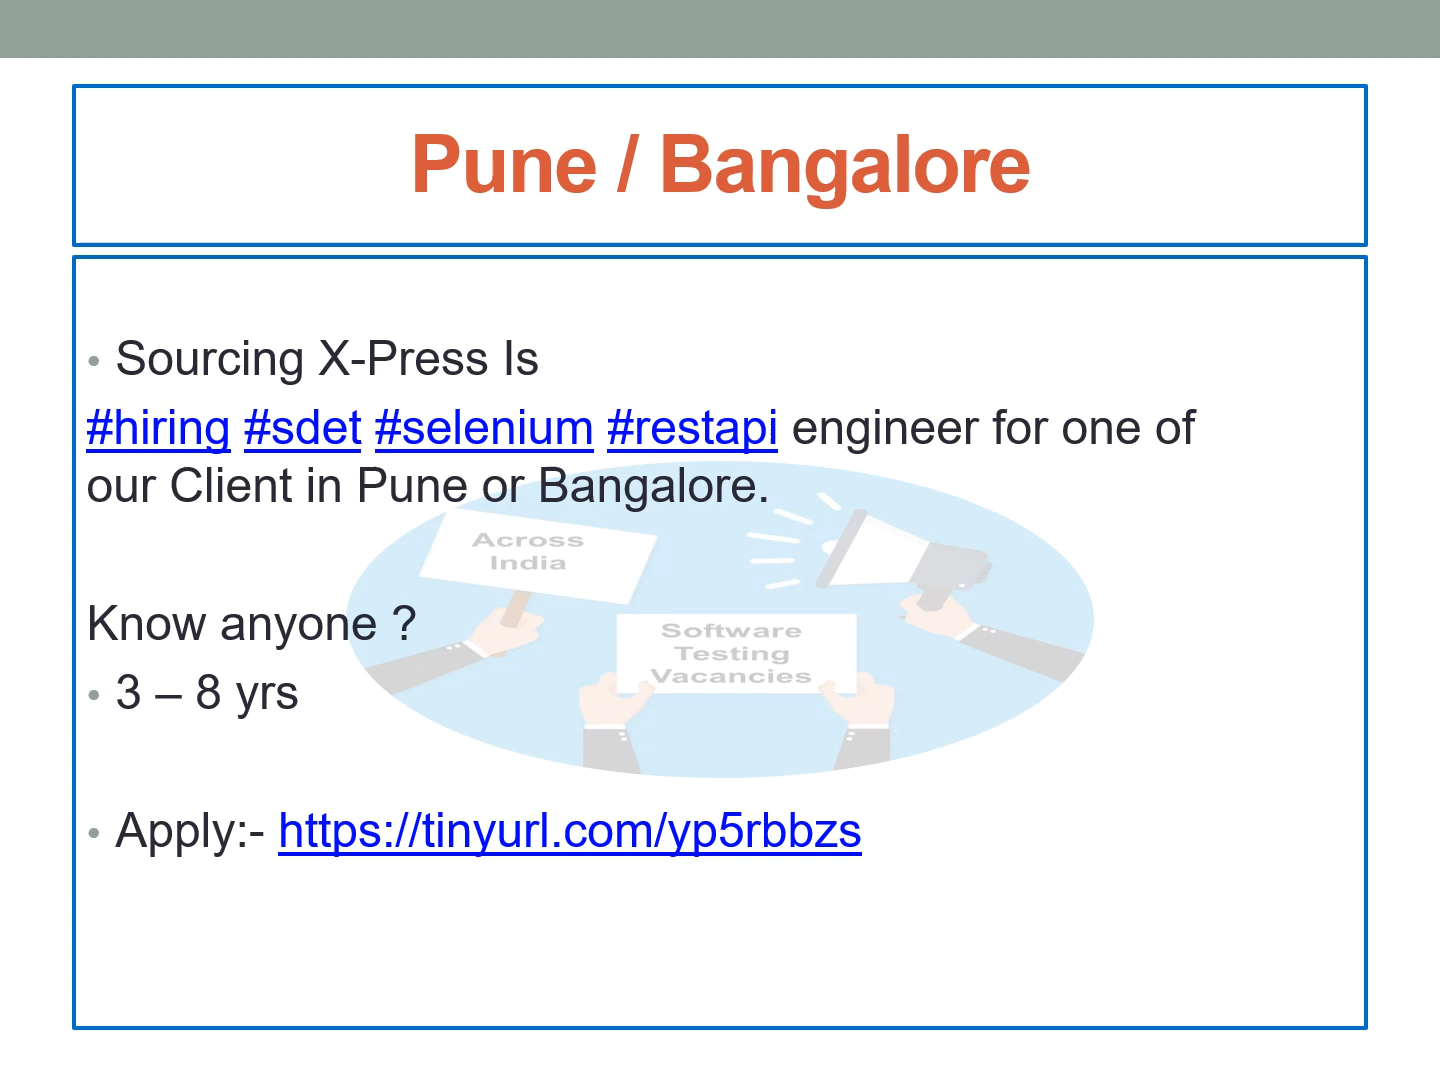 Pune / Bangalore
• Sourcing X-Press Is
#hiring #sdet #selenium #restapi engineer for one of
our Client in Pune or Bangalore.
Across
India
Software
Testing
Vacancies
Know anyone ?
• 3 – 8 yrs
• Apply:- https://tinyurl.com/yp5rbbzs